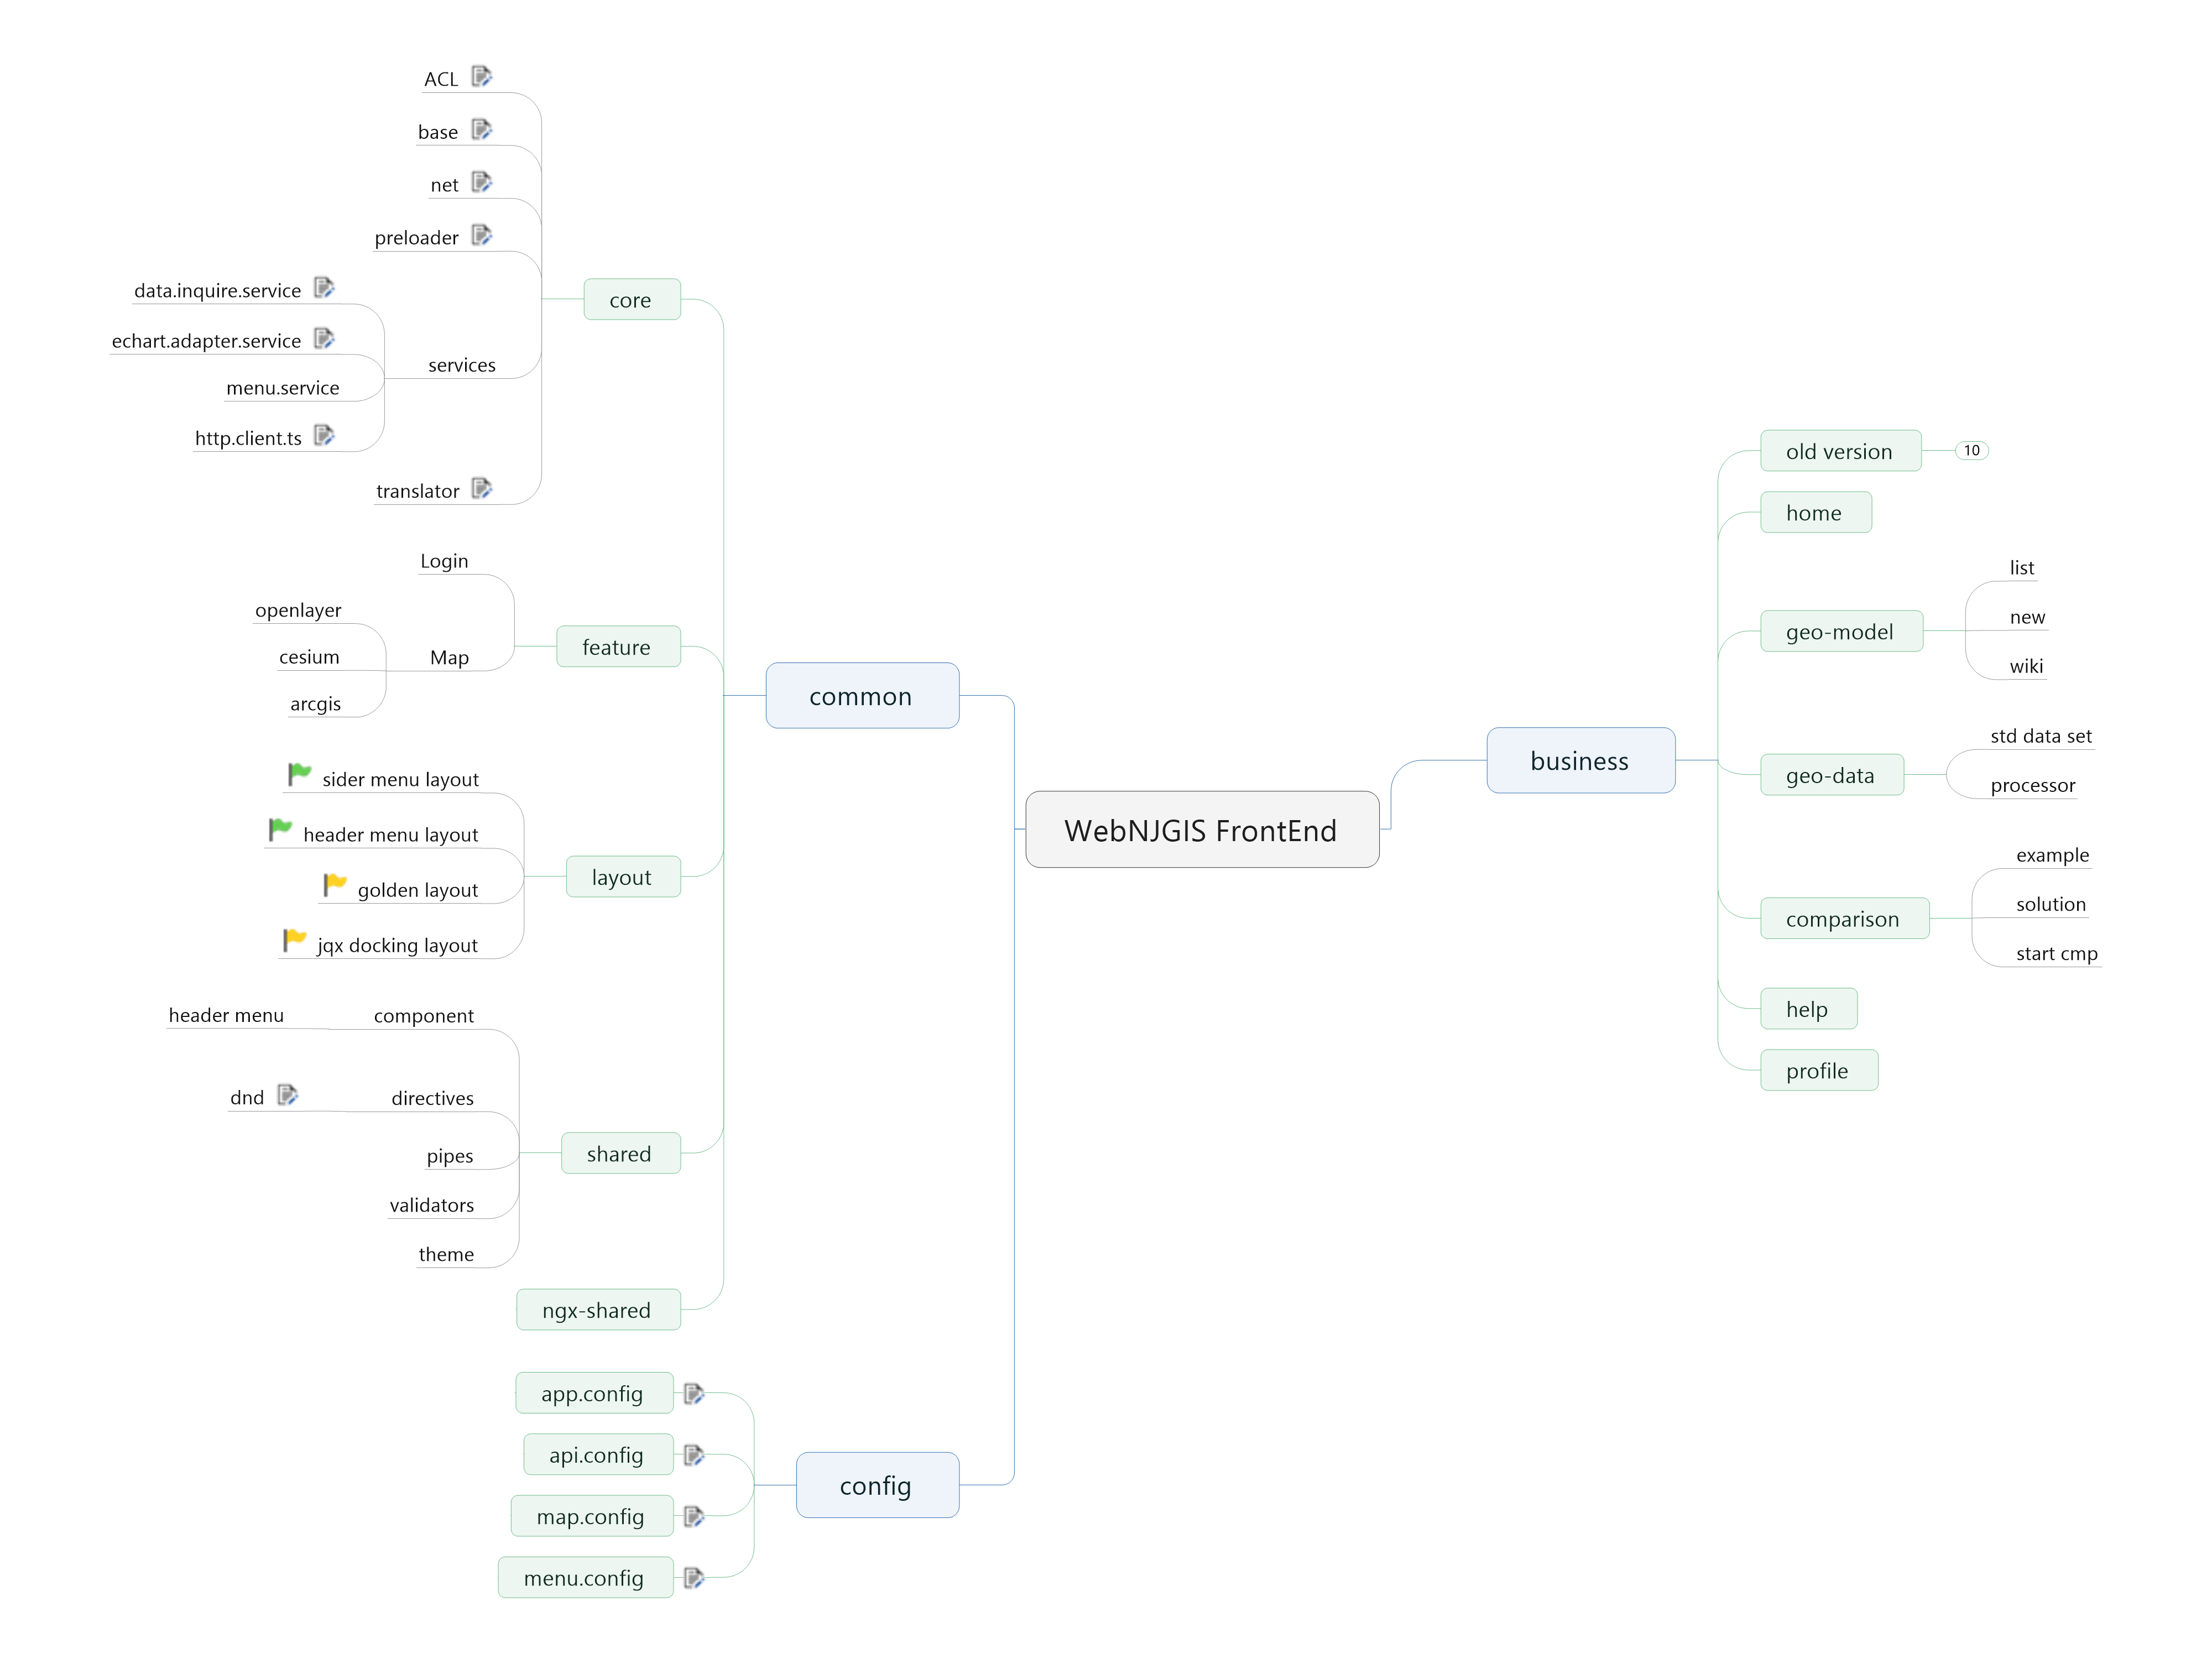 WebNJGIS FrontEnd
common
core
ACL
base
net
preloader
services
data.inquire.service
echart.adapter.service
menu.service
http.client.ts
translator
feature
Login
Map
openlayer
cesium
arcgis
layout
sider menu layout
header menu layout
golden layout
jqx docking layout
shared
component
header menu
directives
dnd
pipes
validators
theme
ngx-shared
config
app.config
api.config
map.config
menu.config
business
old version
10
home
geo-model
list
new
wiki
geo-data
std data set
processor
comparison
example
solution
start cmp
help
profile